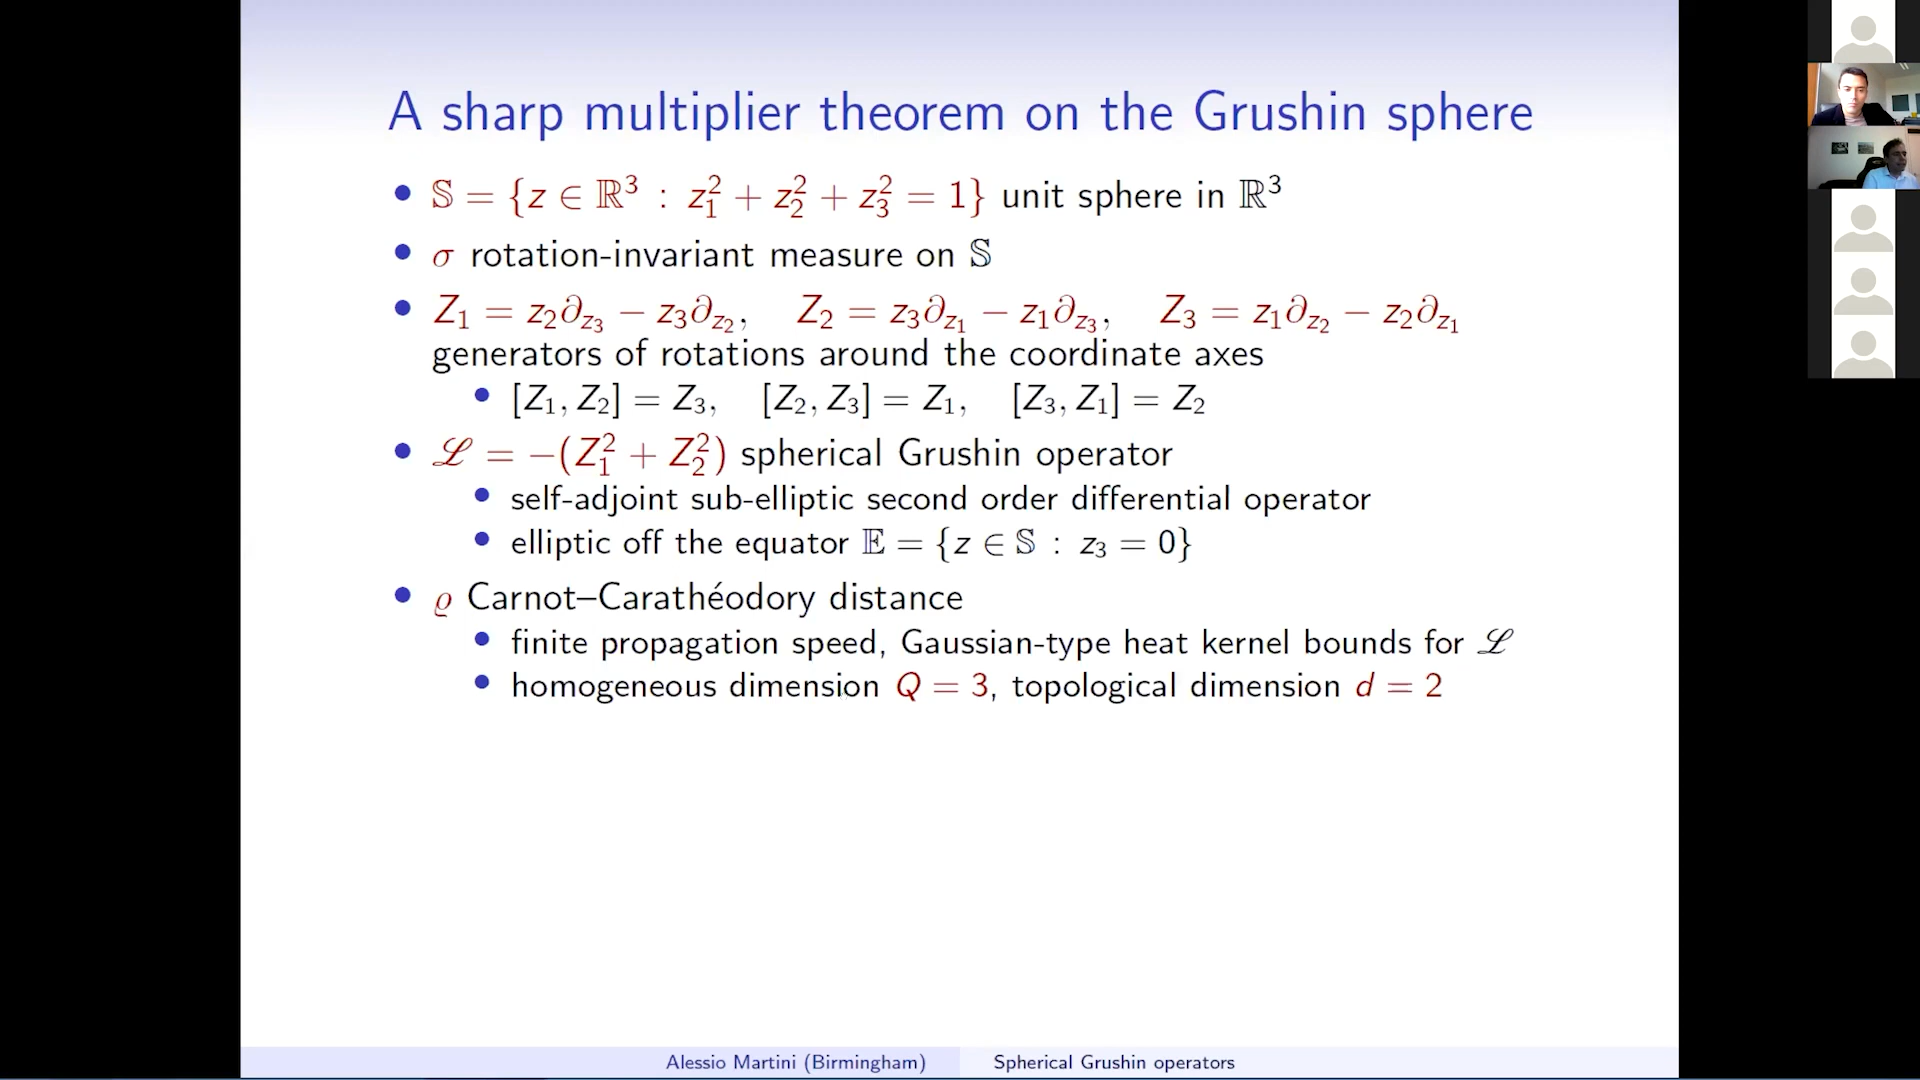 A sharp multiplier theorem on the Grushin sphere
• 𝕊 = {z ∈ ℝ³ : z₁² + z₂² + z₃² = 1} unit sphere in ℝ³
• σ rotation-invariant measure on 𝕊
• Z₁ = z₂∂_{z₃} − z₃∂_{z₂}, Z₂ = z₃∂_{z₁} − z₁∂_{z₃}, Z₃ = z₁∂_{z₂} − z₂∂_{z₁}
generators of rotations around the coordinate axes
• [Z₁, Z₂] = Z₃, [Z₂, Z₃] = Z₁, [Z₃, Z₁] = Z₂
• ℒ = −(Z₁² + Z₂²) spherical Grushin operator
• self-adjoint sub-elliptic second order differential operator
• elliptic off the equator 𝔼 = {z ∈ 𝕊 : z₃ = 0}
• ϱ Carnot–Carathéodory distance
• finite propagation speed, Gaussian-type heat kernel bounds for ℒ
• homogeneous dimension Q = 3, topological dimension d = 2
Alessio Martini (Birmingham) Spherical Grushin operators